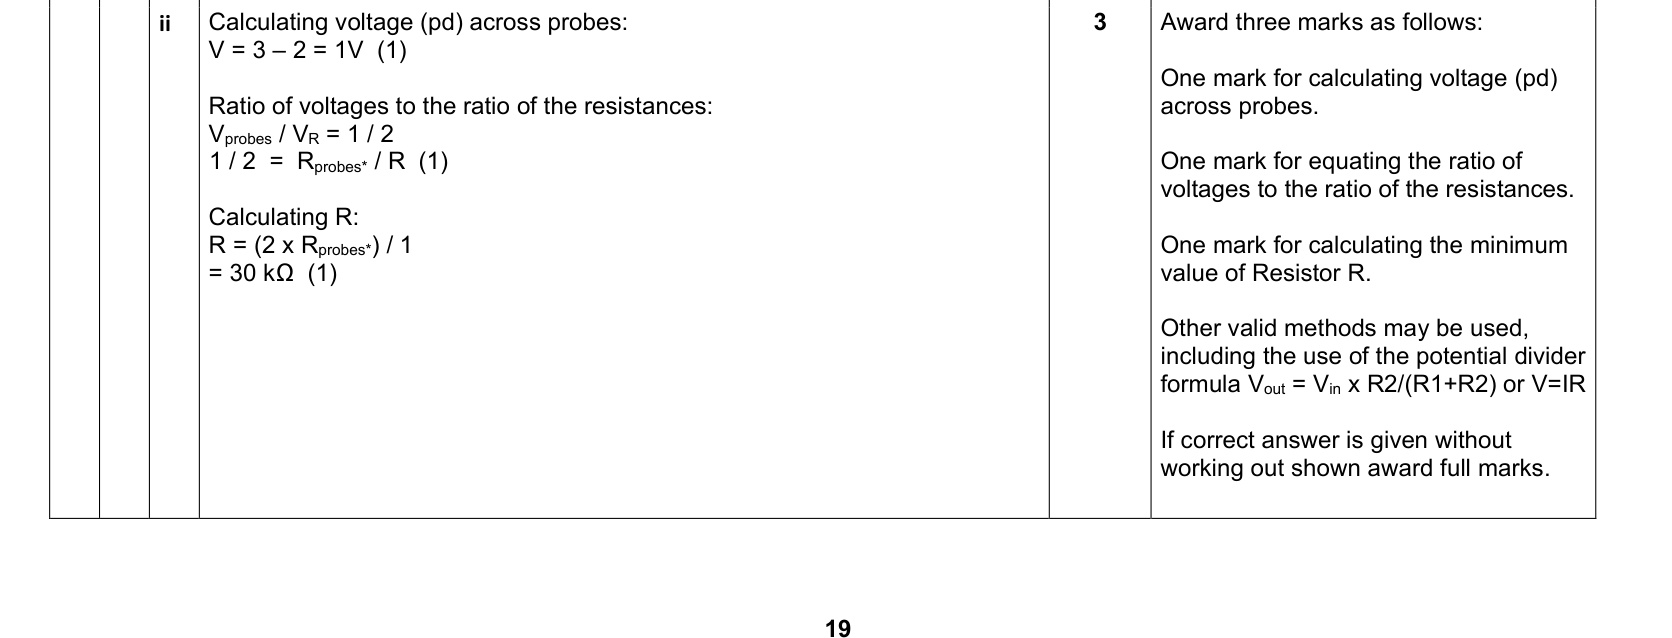 ii
Calculating voltage (pd) across probes:
V = 3 – 2 = 1V (1)
Ratio of voltages to the ratio of the resistances:
Vprobes / VR = 1 / 2
1 / 2 = Rprobes* / R (1)
Calculating R:
R = (2 x Rprobes*) / 1
= 30 kΩ (1)
3
Award three marks as follows:
One mark for calculating voltage (pd)
across probes.
One mark for equating the ratio of
voltages to the ratio of the resistances.
One mark for calculating the minimum
value of Resistor R.
Other valid methods may be used,
including the use of the potential divider
formula Vout = Vin x R2/(R1+R2) or V=IR
If correct answer is given without
working out shown award full marks.
19